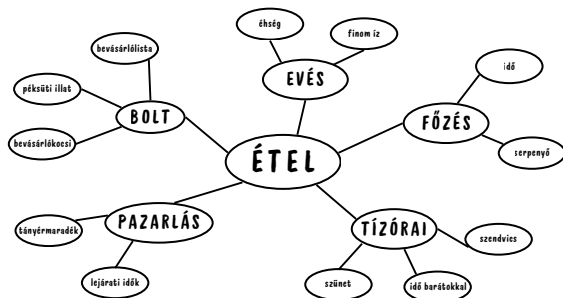 éhség
finom íz
bevásárlólista
EVÉS
idő
péksüti illat
BOLT
FŐZÉS
bevásárlókocsi
ÉTEL
serpenyő
PAZARLÁS
tányérmaradék
TÍZÓRAI
szendvics
lejárati idők
szünet
idő barátokkal